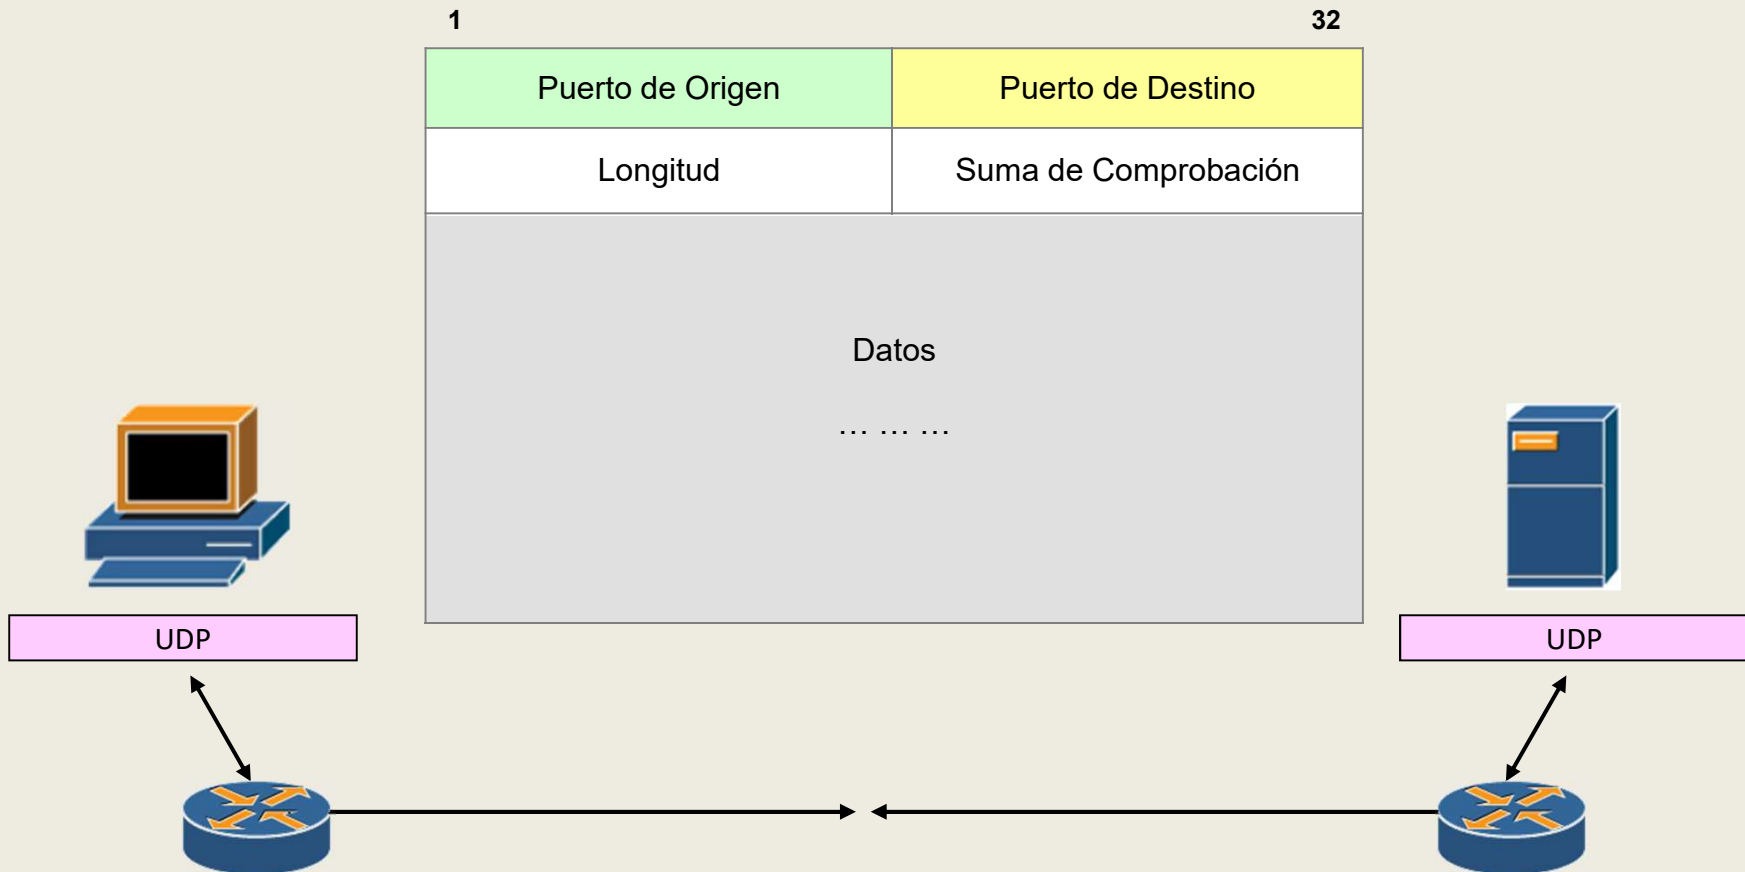 1 32
Puerto de Origen Puerto de Destino
Longitud Suma de Comprobación
Datos
... ... ...
UDP UDP